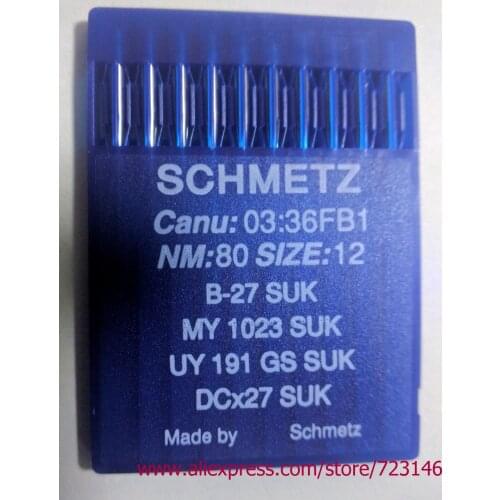 SCHMETZ
Canu: 03:36FB1
NM:80 SIZE:12
B-27 SUK
MY 1023 SUK
UY 191 GS SUK
DCx27 SUK
Made by Schmetz
www.aliexpress.com/store/723146